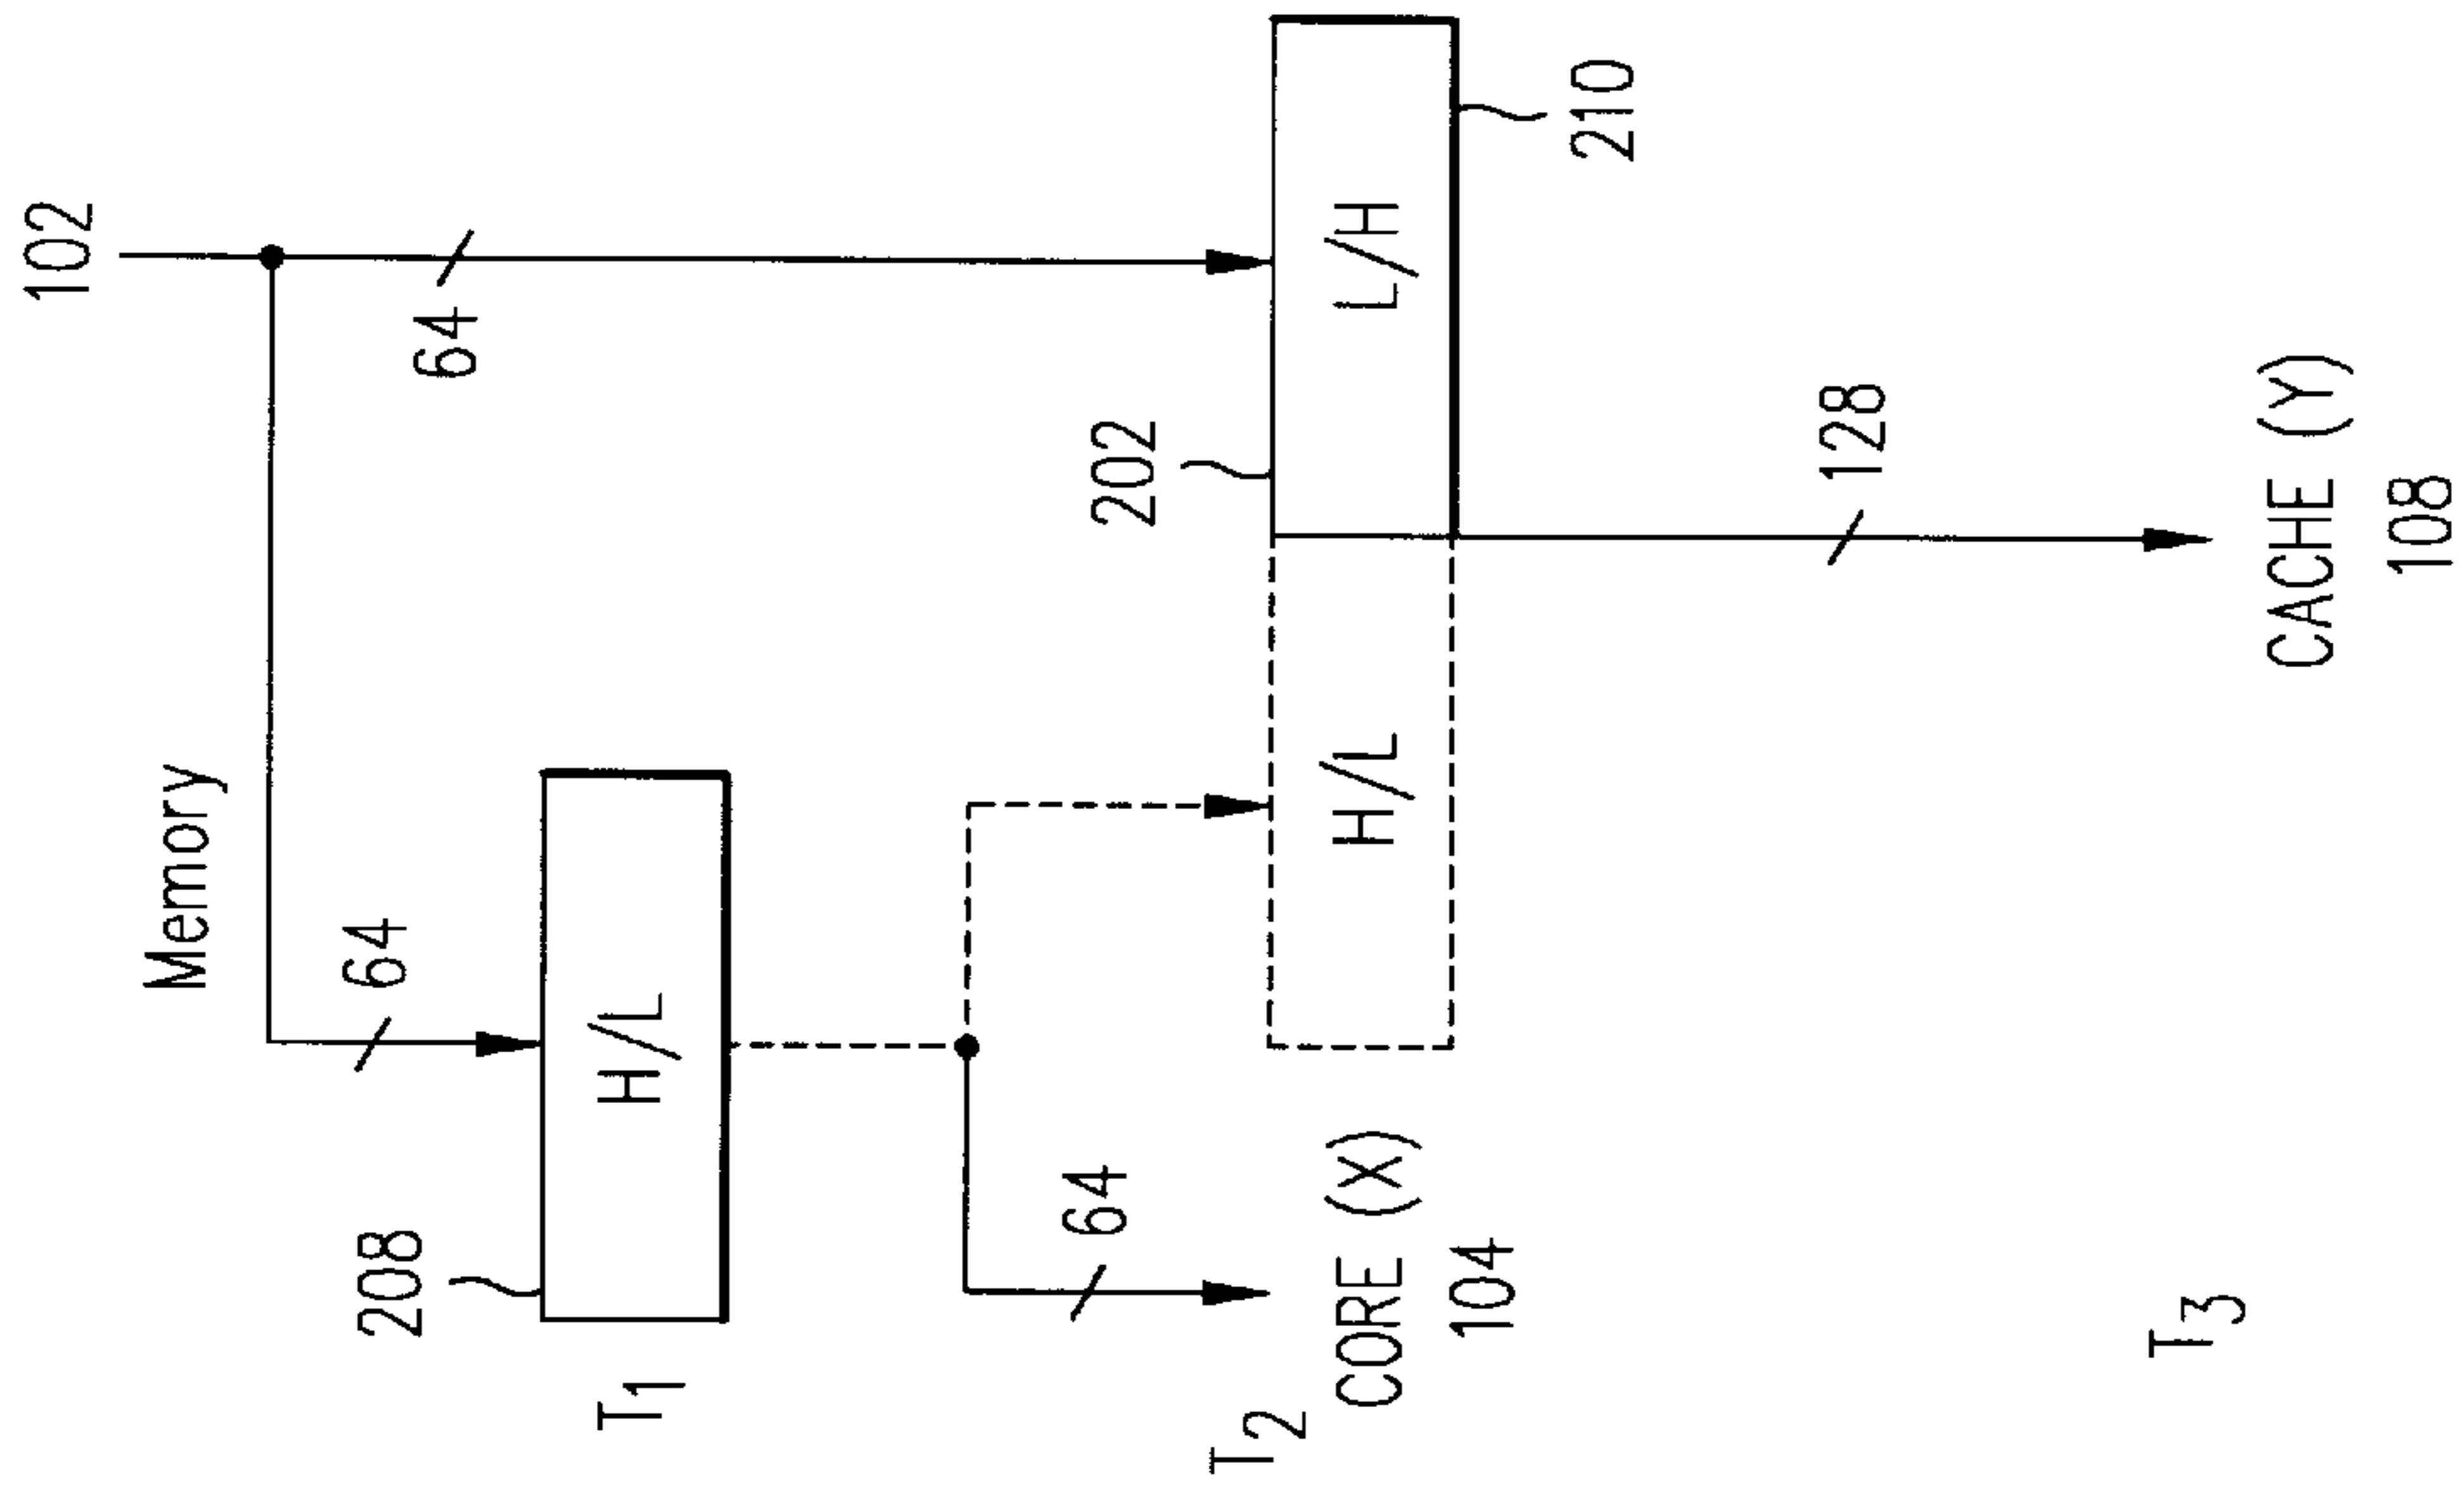 102
Memory
208
64
64
T1
H/L
64
202
T2
CORE (X)
H/L
L/H
104
210
128
T3
CACHE (Y)
108